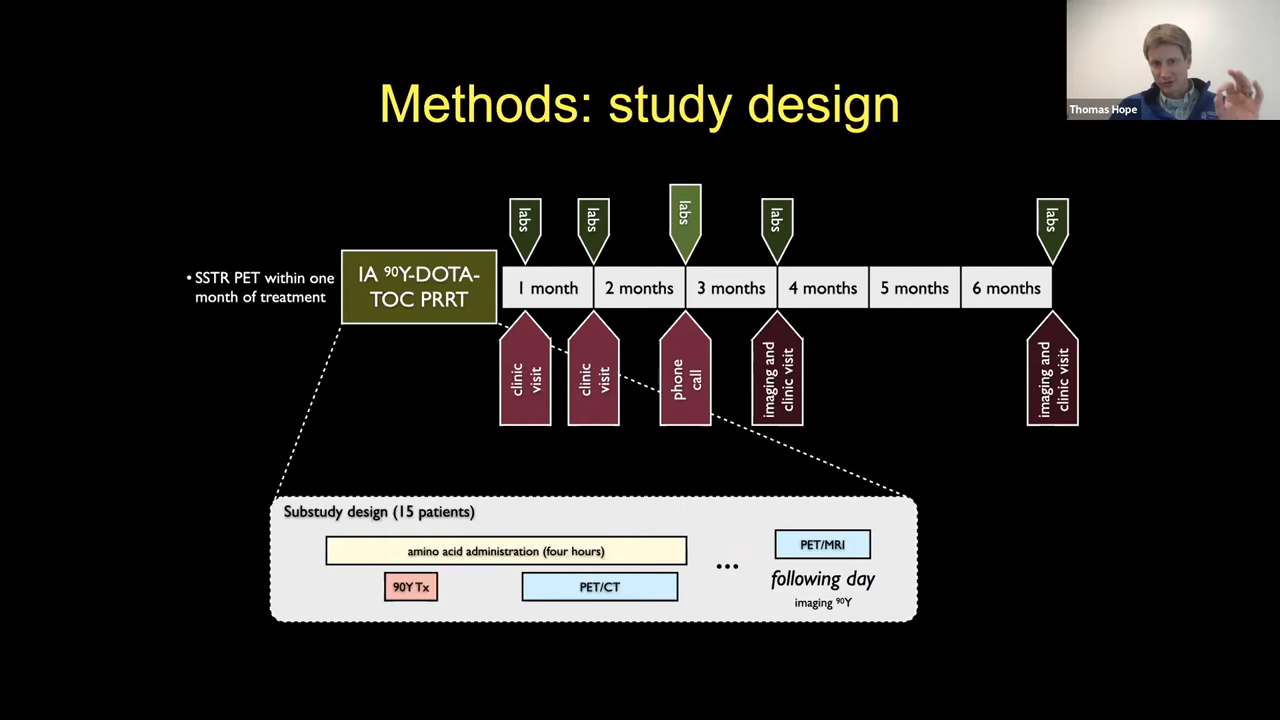 Methods: study design
Thomas Hope
labs
labs
labs
labs
labs
• SSTR PET within one
month of treatment
IA ⁹⁰Y-DOTA-
TOC PRRT
1 month
2 months
3 months
4 months
5 months
6 months
clinic
visit
clinic
visit
phone
call
imaging and
clinic visit
imaging and
clinic visit
Substudy design (15 patients)
amino acid administration (four hours)
90Y Tx
PET/CT
...
PET/MRI
following day
imaging ⁹⁰Y